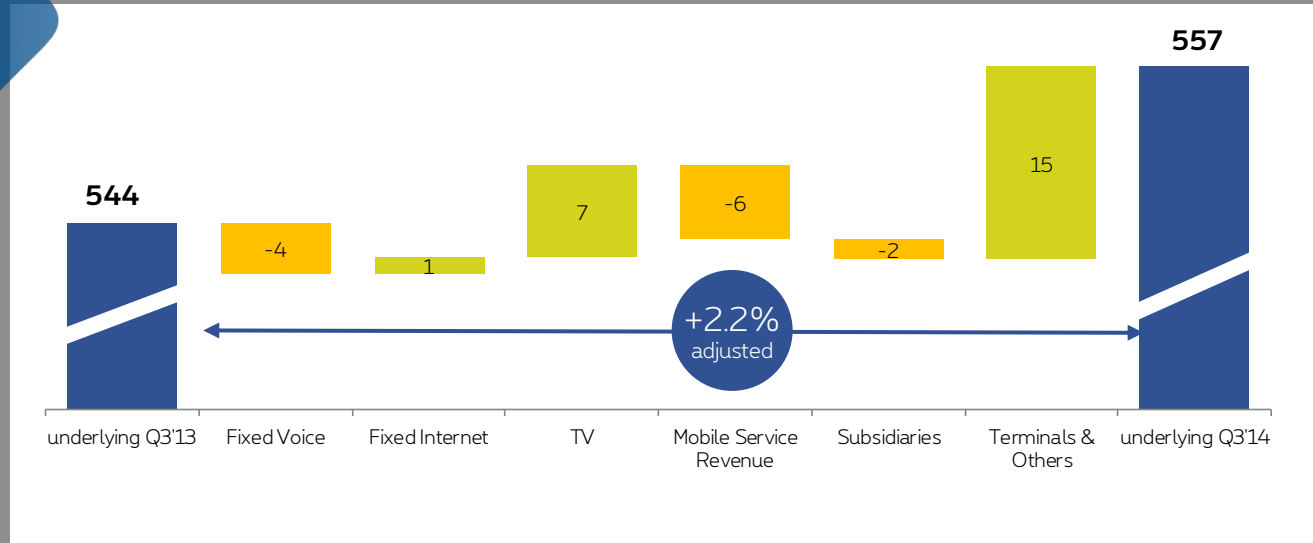 557
544
15
7
-6
-4
1
-2
+2.2%
adjusted
underlying Q3'13
Fixed Voice
Fixed Internet
TV
Mobile Service
Revenue
Subsidiaries
Terminals &
Others
underlying Q3'14